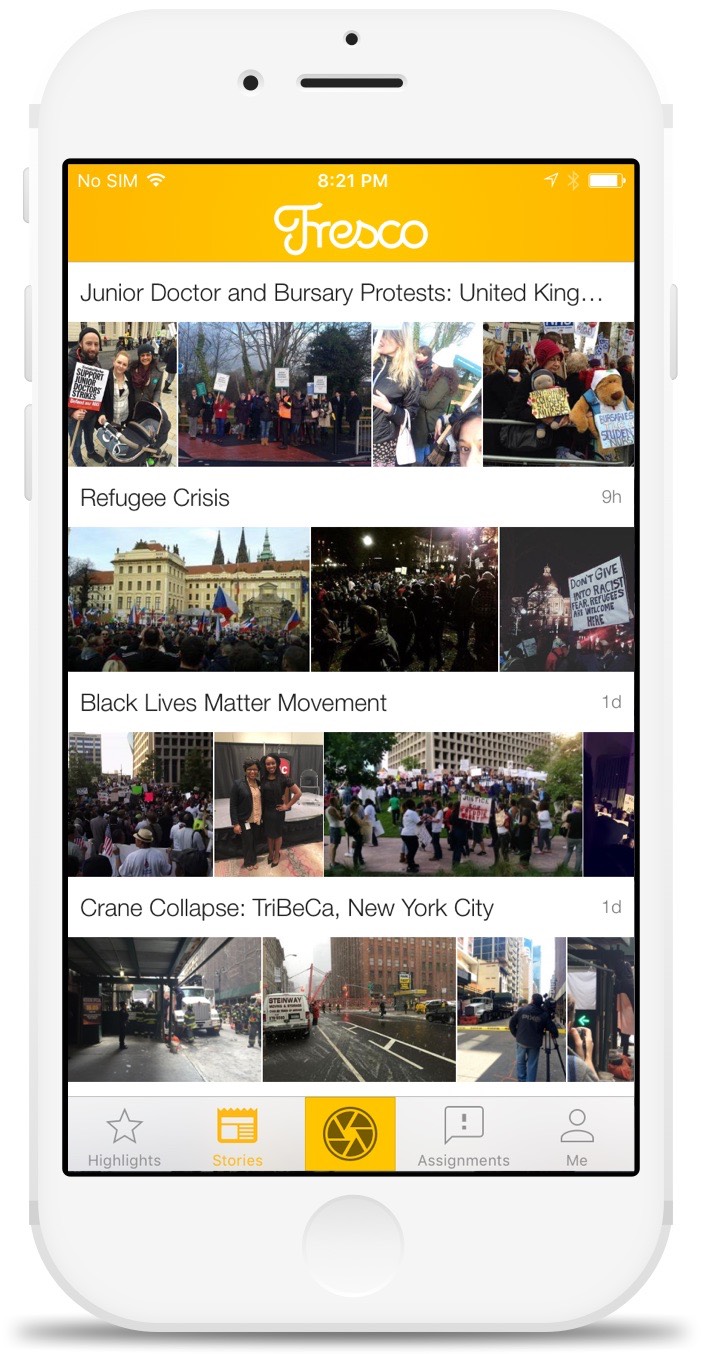 No SIM
8:21 PM
Fresco
Junior Doctor and Bursary Protests: United King...
SUPPORT
JUNIOR
DOCTORS'
STRIKES
BURSARIES
Refugee Crisis
9h
DON'T GIVE
INTO RACIST
FEAR. REFUGEES
ARE WELCOME
HERE
Black Lives Matter Movement
1d
JUSTICE
Crane Collapse: TriBeCa, New York City
1d
STEINWAY
Highlights
Stories
Assignments
Me